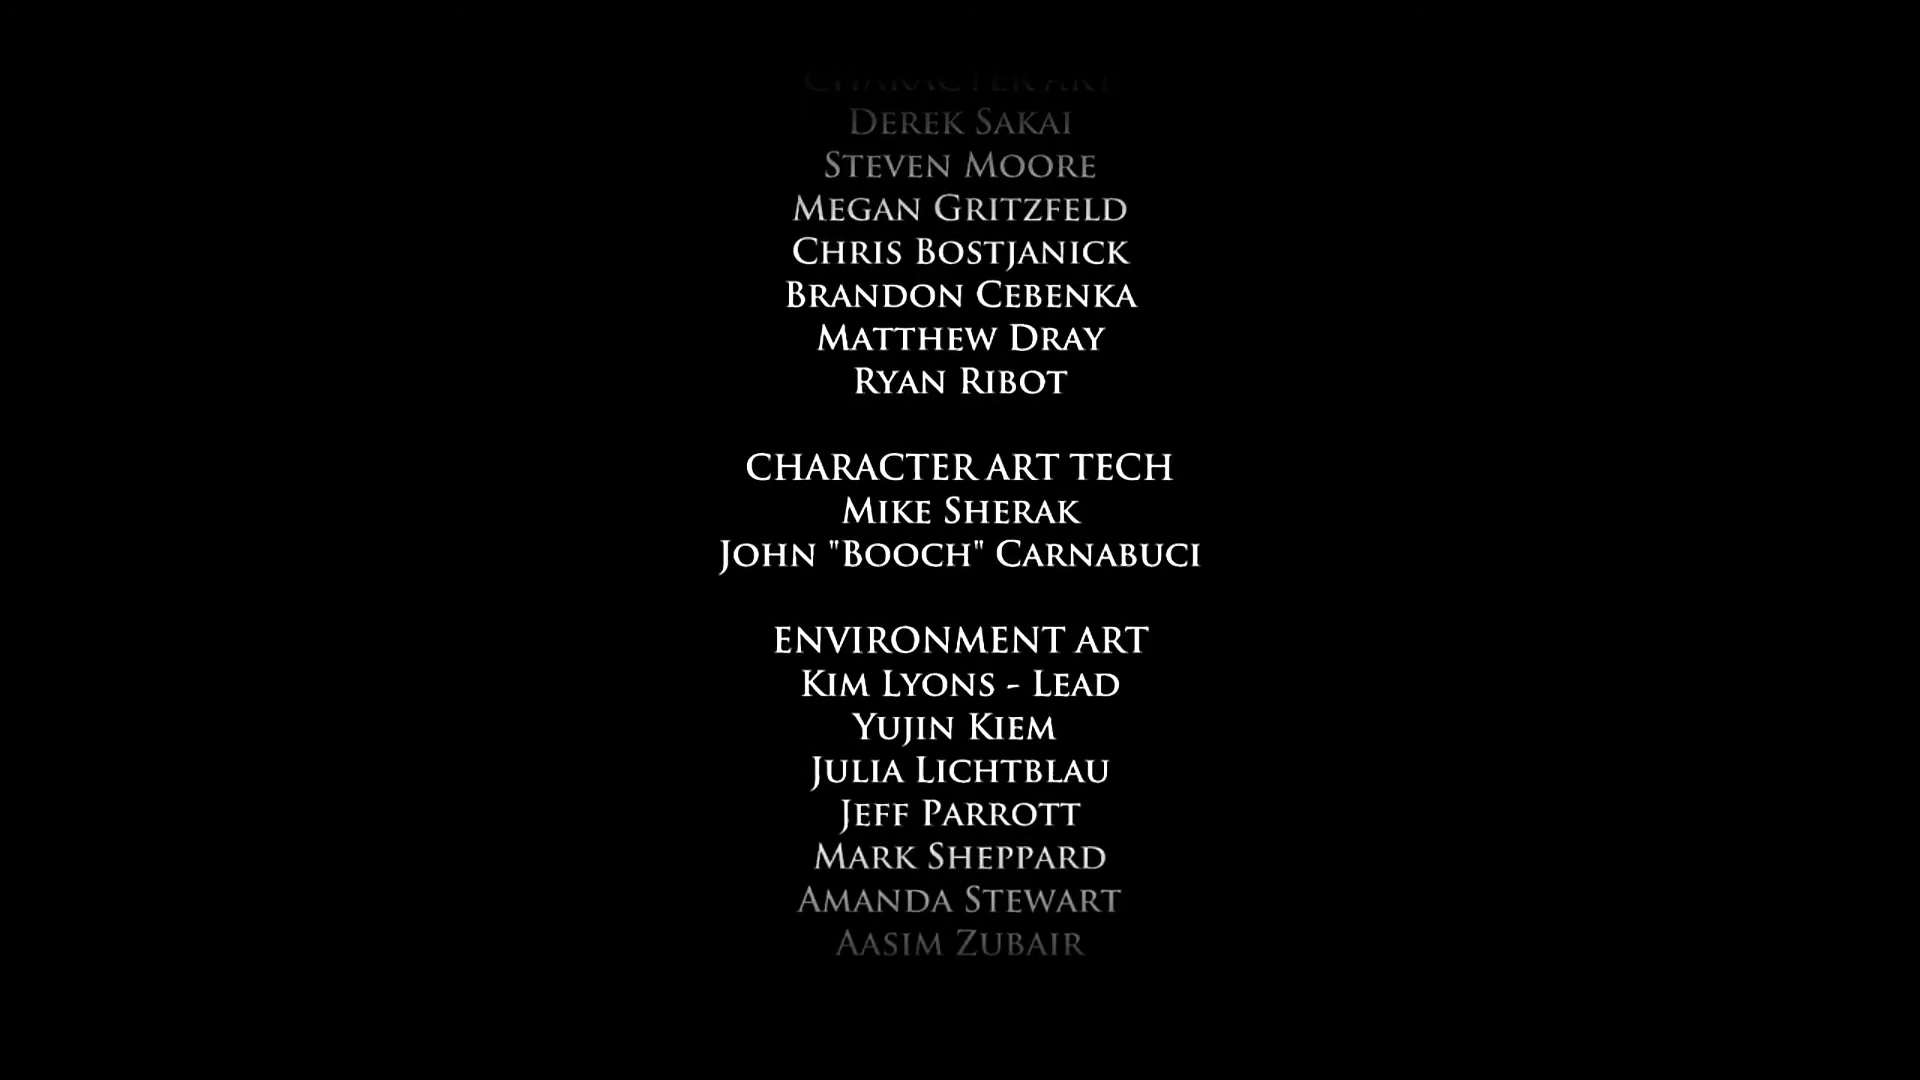 CHARACTER ART
DEREK SAKAI
STEVEN MOORE
MEGAN GRITZFELD
CHRIS BOSTJANICK
BRANDON CEBENKA
MATTHEW DRAY
RYAN RIBOT
CHARACTER ART TECH
MIKE SHERAK
JOHN "BOOCH" CARNABUCI
ENVIRONMENT ART
KIM LYONS - LEAD
YUJIN KIEM
JULIA LICHTBLAU
JEFF PARROTT
MARK SHEPPARD
AMANDA STEWART
AASIM ZUBAIR